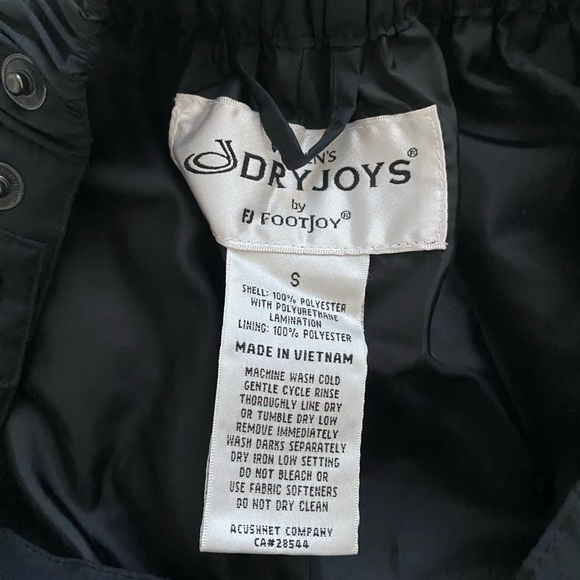 DRYJOYS®
by
FJ FOOTJOY®
S
SHELL: 100% POLYESTER
WITH POLYURETHANE
LAMINATION
LINING: 100% POLYESTER
MADE IN VIETNAM
MACHINE WASH COLD
GENTLE CYCLE RINSE
THOROUGHLY LINE DRY
OR TUMBLE DRY LOW
REMOVE IMMEDIATELY
WASH DARKS SEPARATELY
DRY IRON LOW SETTING
DO NOT BLEACH OR
USE FABRIC SOFTENERS
DO NOT DRY CLEAN
ACUSHNET COMPANY
CA#28544